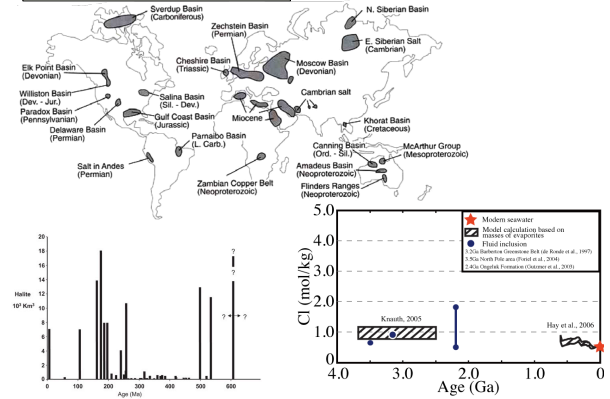 Sverdup Basin
(Carboniferous)
N. Siberian Basin
Zechstein Basin
(Permian)
E. Siberian Salt
(Cambrian)
Cheshire Basin
(Triassic)
Moscow Basin
(Devonian)
Elk Point Basin
(Devonian)
Williston Basin
(Dev. - Jur.)
Paradox Basin
(Pennsylvanian)
Delaware Basin
(Permian)
Salina Basin
(Sil. - Dev.)
Gulf Coast Basin
(Jurassic)
Cambrian salt
Miocene
Khorat Basin
(Cretaceous)
Parnaibo Basin
(L. Carb.)
Canning Basin
(Ord. - Sil.)
McArthur Group
(Mesoproterozoic)
Amadeus Basin
(Neoproterozoic)
Salt in Andes
(Permian)
Zambian Copper Belt
(Neoproterozoic)
Flinders Ranges
(Neoproterozoic)
20
18
16
14
12
10
8
6
4
2
0
Halite
10³ Km³
?
?
? ?
0 100 200 300 400 500 600
Age (Ma)
5.0
4.0
3.0
2.0
1.0
0
Cl (mol/kg)
Modern seawater
Model calculation based on
masses of evaporites
Fluid inclusion
3.2Ga Barberton Greenstone Belt (de Ronde et al., 1997)
3.5Ga North Pole area (Foriel et al., 2004)
2.4Ga Ongeluk Formation (Gutzmer et al., 2003)
Knauth, 2005
Hay et al., 2006
4.0 3.0 2.0 1.0 0
Age (Ga)